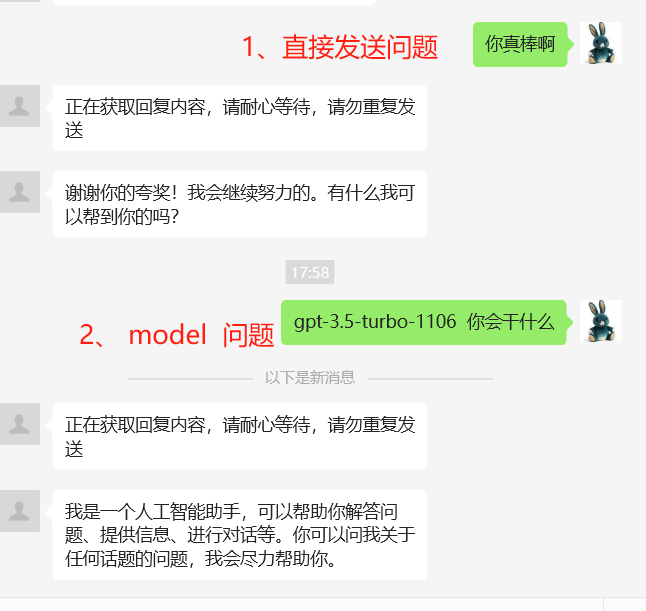 1、直接发送问题
你真棒啊
正在获取回复内容，请耐心等待，请勿重复发
送
谢谢你的夸奖！我会继续努力的。有什么我可
以帮到你的吗？
17:58
2、 model 问题
gpt-3.5-turbo-1106 你会干什么
以下是新消息
正在获取回复内容，请耐心等待，请勿重复发
送
我是一个人工智能助手，可以帮助你解答问
题、提供信息、进行对话等。你可以问我关于
任何话题的问题，我会尽力帮助你。